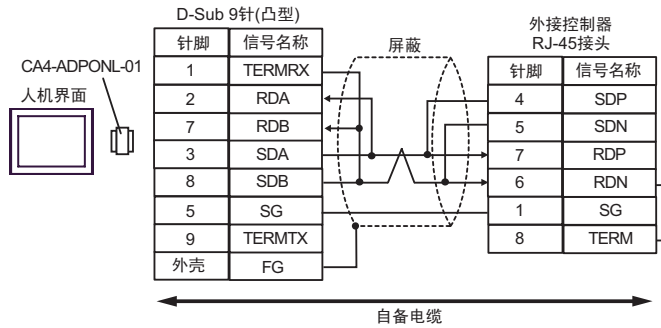 D-Sub 9针(凸型)
外接控制器
RJ-45接头
CA4-ADPONL-01
人机界面
屏蔽
针脚 信号名称
1 TERMRX
2 RDA
7 RDB
3 SDA
8 SDB
5 SG
9 TERMTX
外壳 FG
针脚 信号名称
4 SDP
5 SDN
7 RDP
6 RDN
1 SG
8 TERM
自备电缆